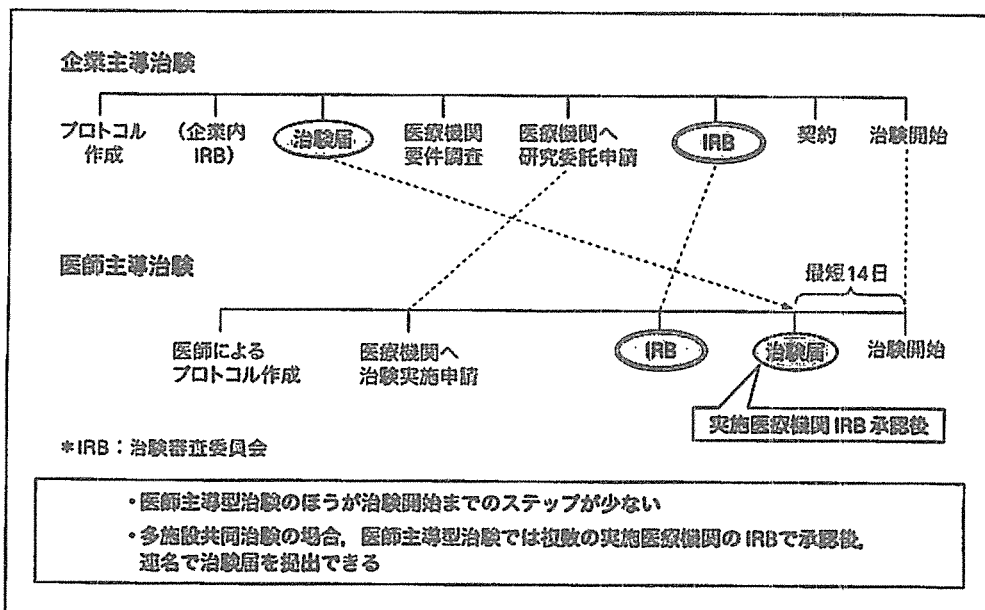 企業主導治験
プロトコル
作成
（企業内
IRB）
治験届
医療機関
要件調査
医療機関へ
研究委託申請
IRB
契約
治験開始
医師主導治験
最短14日
医師による
プロトコル作成
医療機関へ
治験実施申請
IRB
治験届
治験開始
実施医療機関IRB承認後
＊IRB：治験審査委員会
・医師主導型治験のほうが治験開始までのステップが少ない
・多施設共同治験の場合，医師主導型治験では複数の実施医療機関のIRBで承認後，
連名で治験届を提出できる